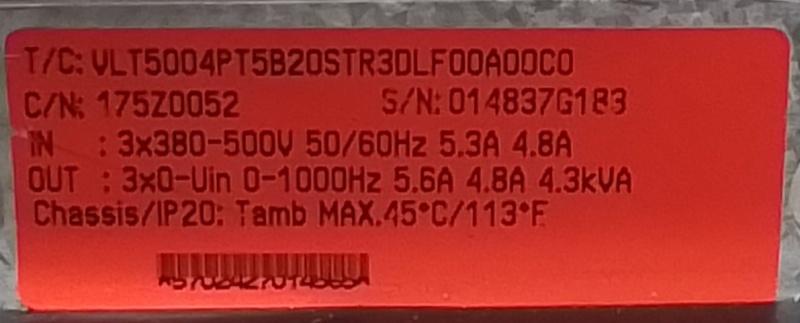 T/C: VLT5004PT5B20STR3DLF00A00C0
C/N: 175Z0052 S/N: 014837G183
IN : 3x380-500V 50/60Hz 5.3A 4.8A
OUT : 3x0-Uin 0-1000Hz 5.6A 4.8A 4.3kVA
Chassis/IP20: Tamb MAX.45°C/113°F